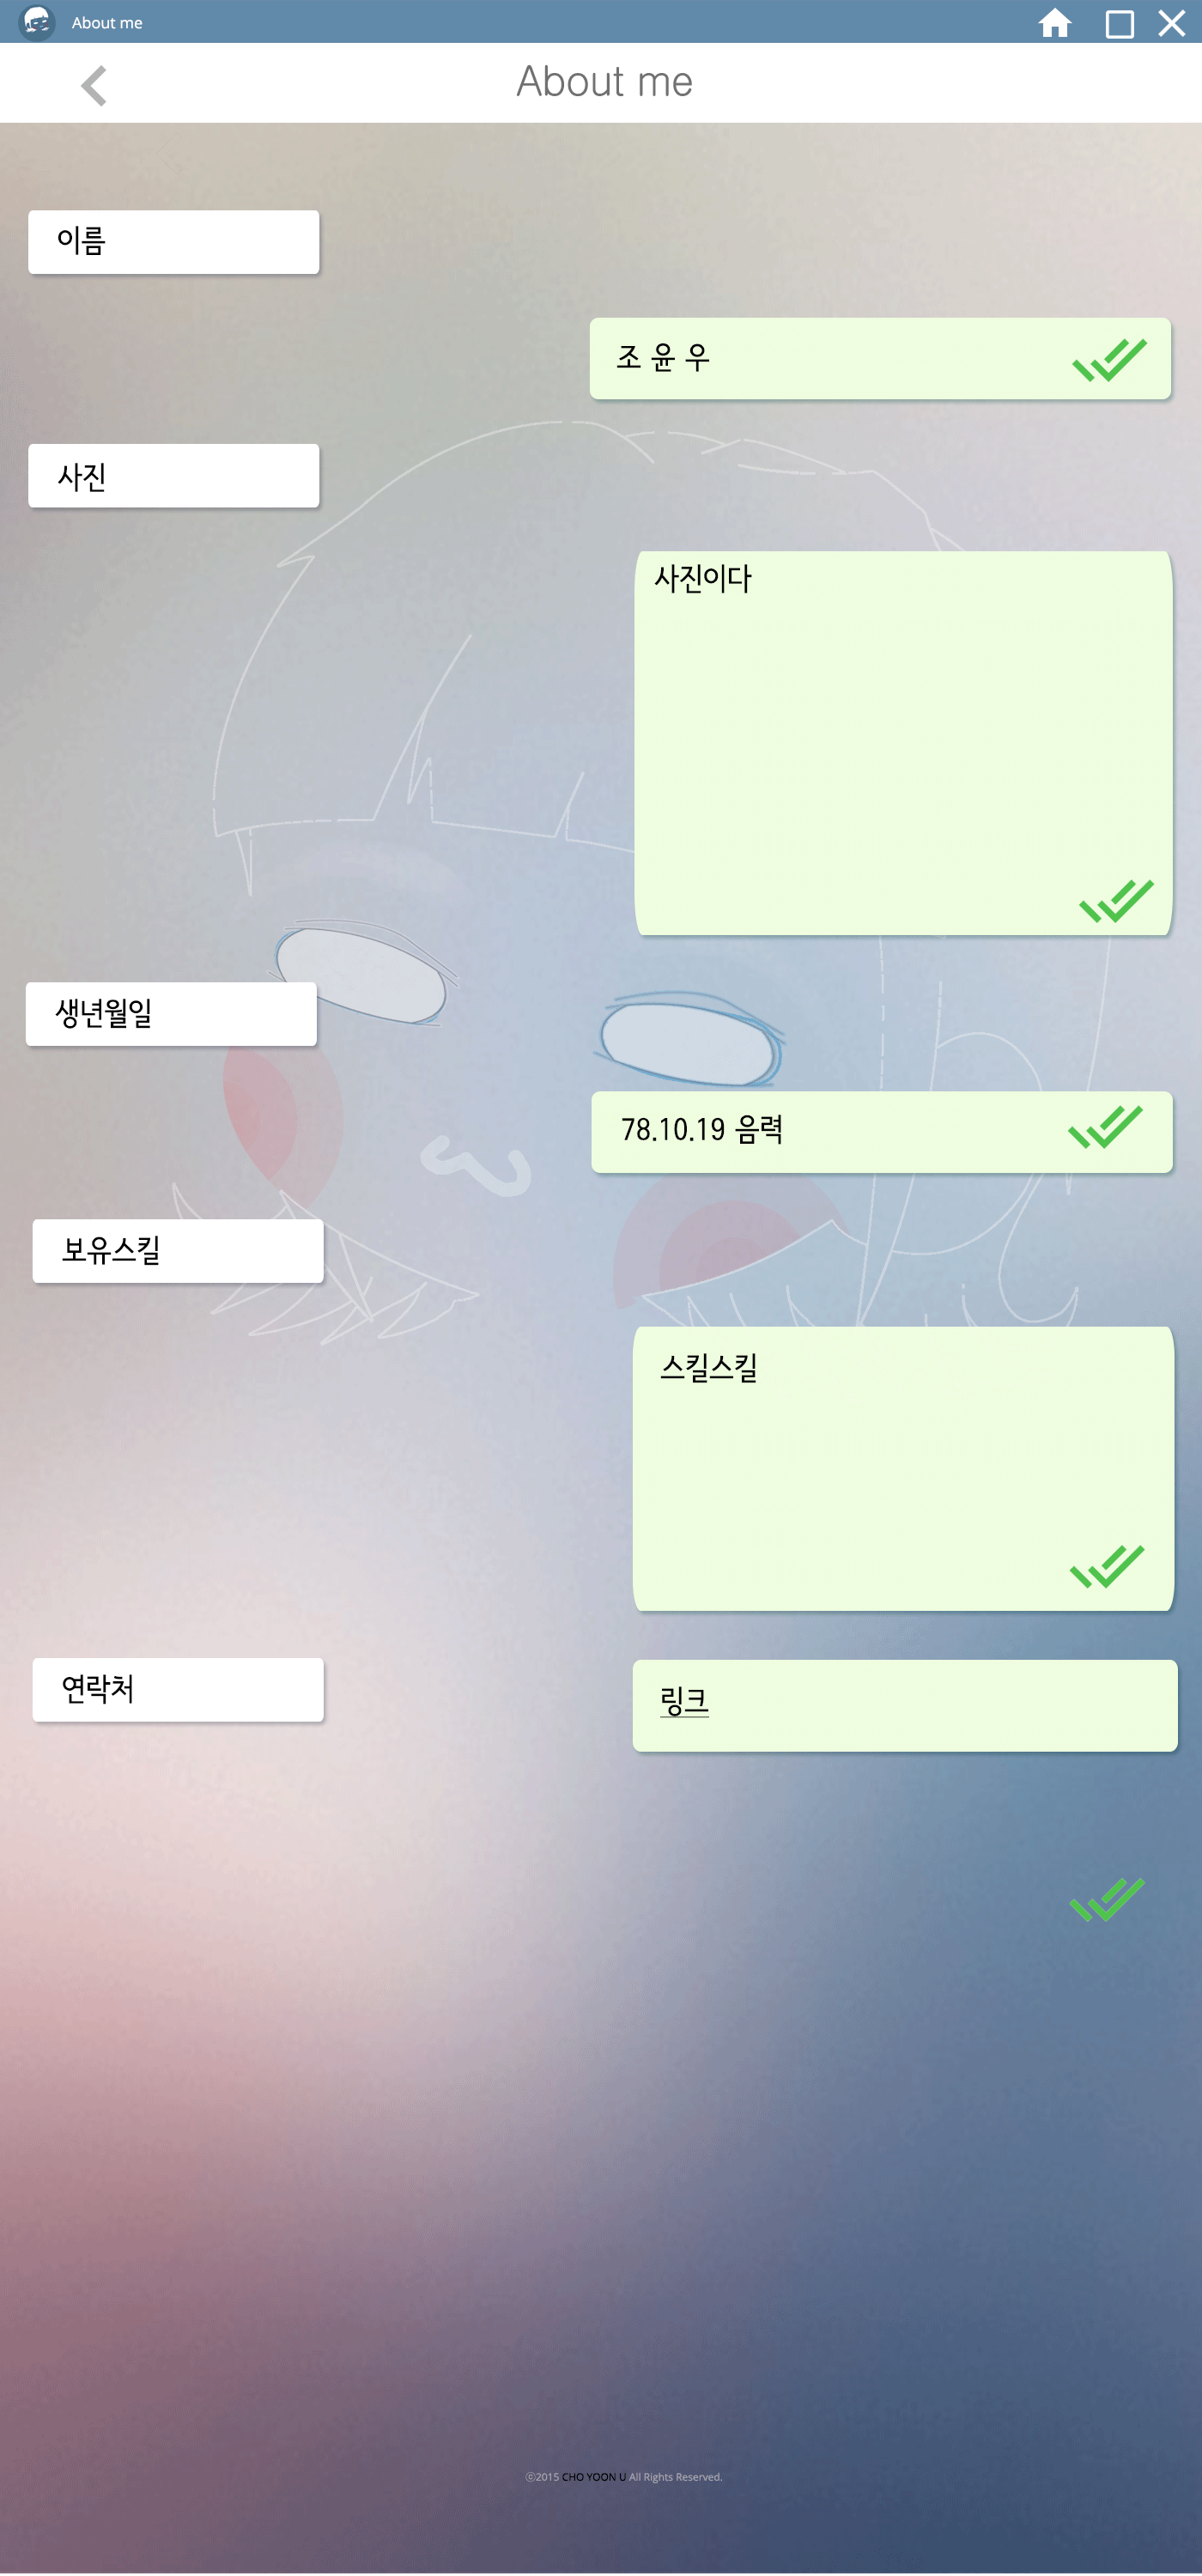 About me
About me
이름
조 윤 우
사진
사진이다
생년월일
78.10.19 음력
보유스킬
스킬스킬
연락처
링크
ⓒ2015 CHO YOON U All Rights Reserved.